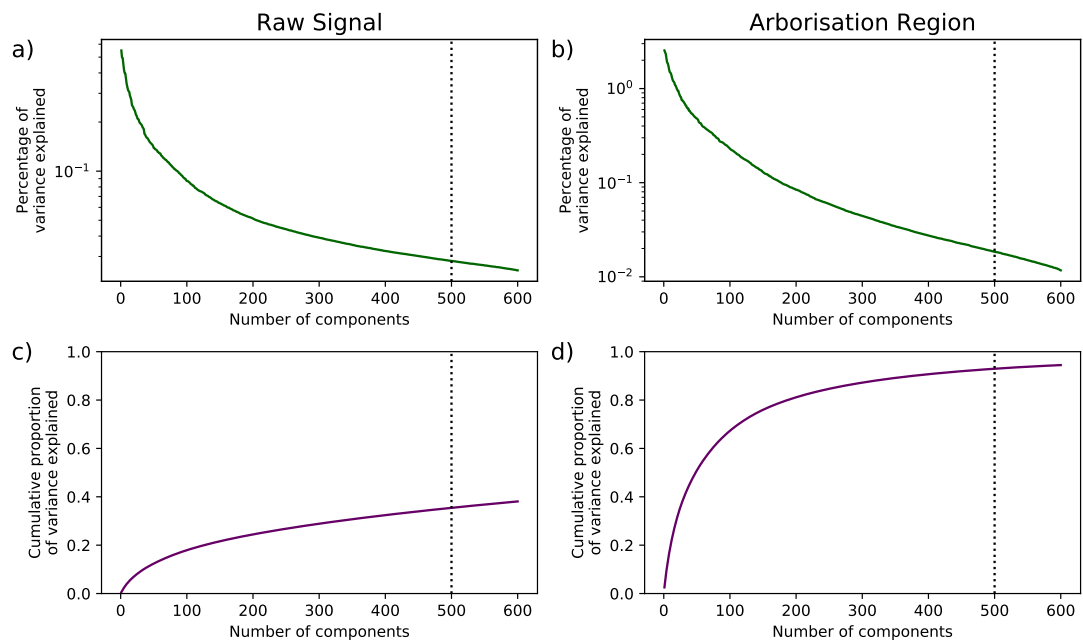 Raw Signal
Arborisation Region
a)
b)
Percentage of
variance explained
10⁻¹
0 100 200 300 400 500 600
Number of components
Percentage of
variance explained
10⁰
10⁻¹
10⁻²
0 100 200 300 400 500 600
Number of components
c)
d)
Cumulative proportion
of variance explained
1.0
0.8
0.6
0.4
0.2
0.0
0 100 200 300 400 500 600
Number of components
Cumulative proportion
of variance explained
1.0
0.8
0.6
0.4
0.2
0.0
0 100 200 300 400 500 600
Number of components